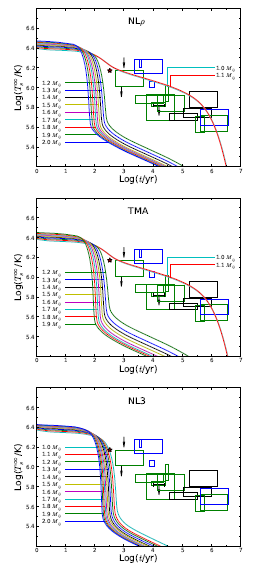 NLρ
6.6
6.4
6.2
6.0
5.8
5.6
5.4
Log(T_s^∞/K)
1.2 M⊙
1.3 M⊙
1.4 M⊙
1.5 M⊙
1.6 M⊙
1.7 M⊙
1.8 M⊙
1.9 M⊙
2.0 M⊙
1.0 M⊙
1.1 M⊙
0 1 2 3 4 5 6 7
Log(t/yr)
TMA
6.6
6.4
6.2
6.0
5.8
5.6
5.4
Log(T_s^∞/K)
1.2 M⊙
1.3 M⊙
1.4 M⊙
1.5 M⊙
1.6 M⊙
1.7 M⊙
1.8 M⊙
1.9 M⊙
1.0 M⊙
1.1 M⊙
0 1 2 3 4 5 6 7
Log(t/yr)
NL3
6.6
6.4
6.2
6.0
5.8
5.6
5.4
Log(T_s^∞/K)
1.0 M⊙
1.1 M⊙
1.2 M⊙
1.3 M⊙
1.4 M⊙
1.5 M⊙
1.6 M⊙
1.7 M⊙
1.8 M⊙
1.9 M⊙
2.0 M⊙
0 1 2 3 4 5 6 7
Log(t/yr)